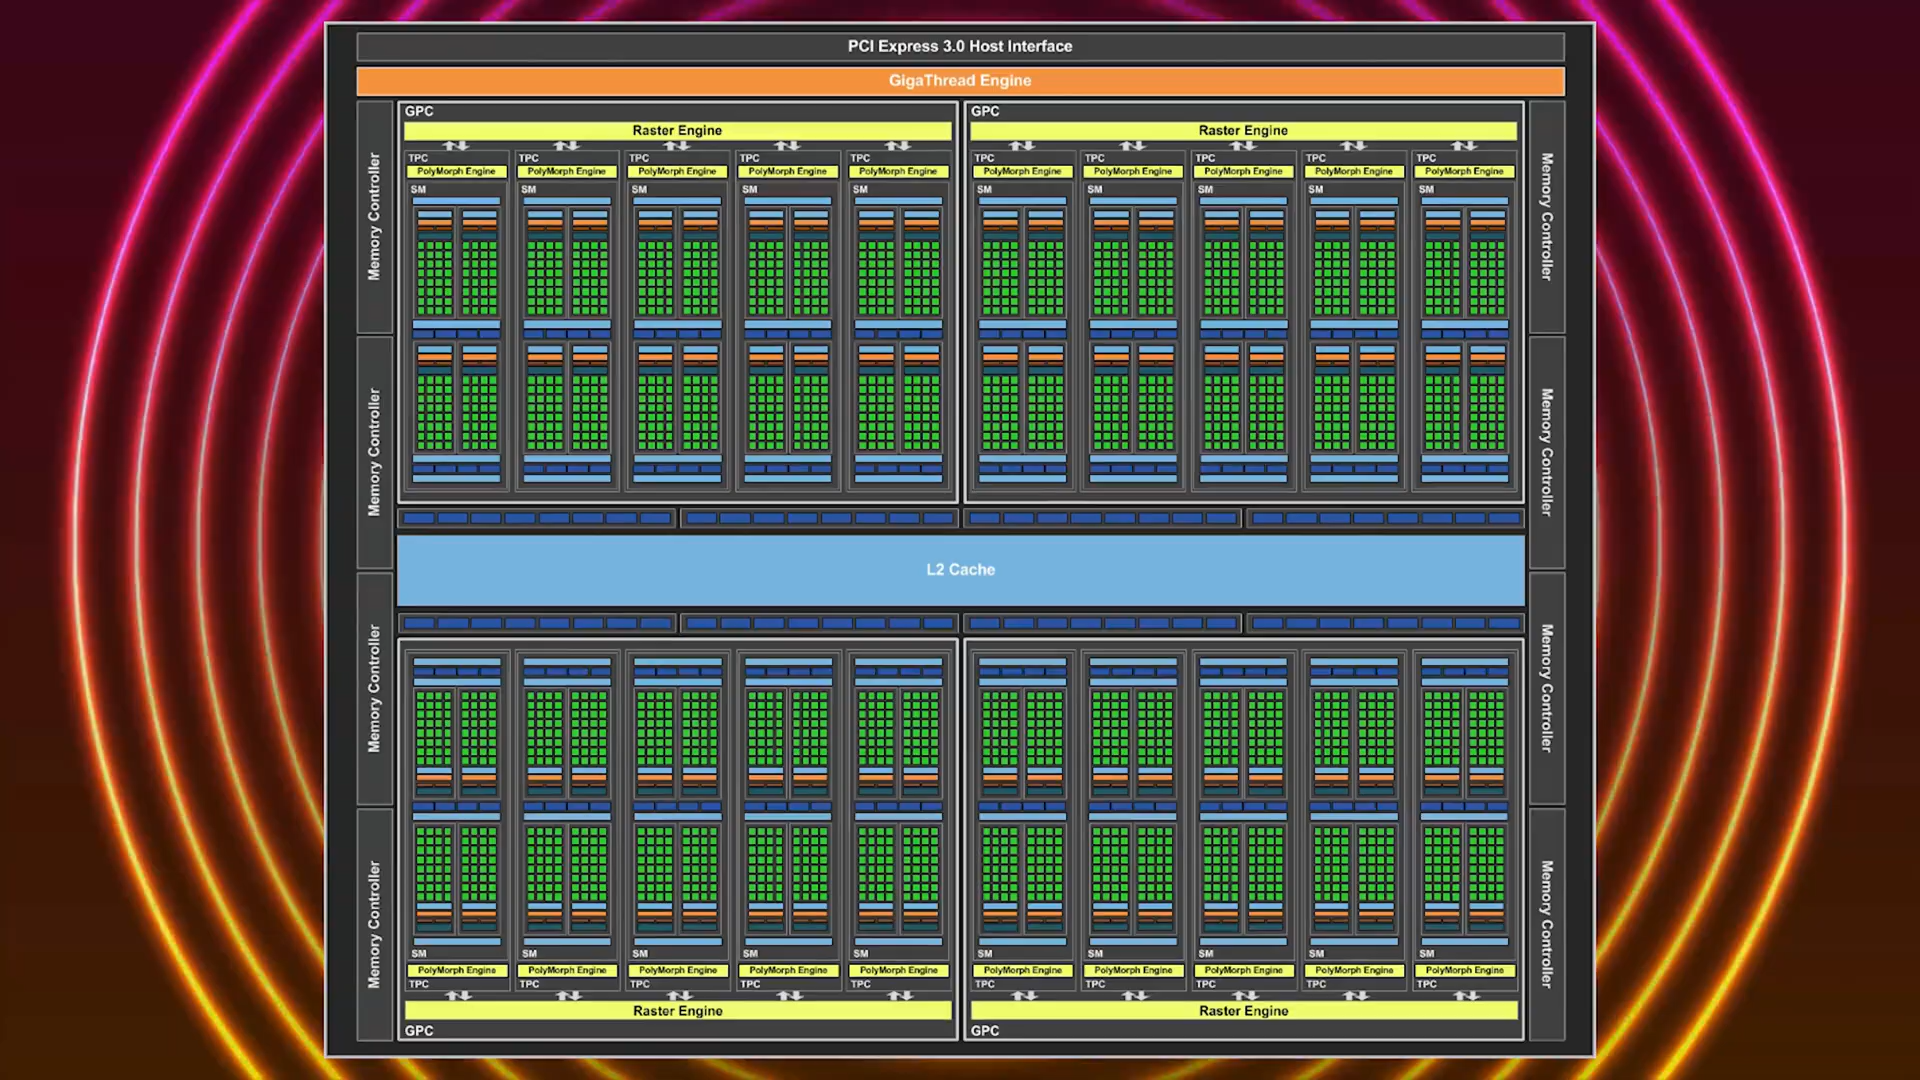 PCI Express 3.0 Host Interface
GigaThread Engine
GPC
GPC
Raster Engine
Raster Engine
TPC TPC TPC TPC TPC TPC TPC TPC TPC TPC
PolyMorph Engine PolyMorph Engine PolyMorph Engine PolyMorph Engine PolyMorph Engine PolyMorph Engine PolyMorph Engine PolyMorph Engine PolyMorph Engine PolyMorph Engine
SM SM SM SM SM SM SM SM SM SM
Memory Controller
Memory Controller
Memory Controller
Memory Controller
L2 Cache
Memory Controller
Memory Controller
Memory Controller
Memory Controller
SM SM SM SM SM SM SM SM SM SM
PolyMorph Engine PolyMorph Engine PolyMorph Engine PolyMorph Engine PolyMorph Engine PolyMorph Engine PolyMorph Engine PolyMorph Engine PolyMorph Engine PolyMorph Engine
TPC TPC TPC TPC TPC TPC TPC TPC TPC TPC
Raster Engine
Raster Engine
GPC
GPC